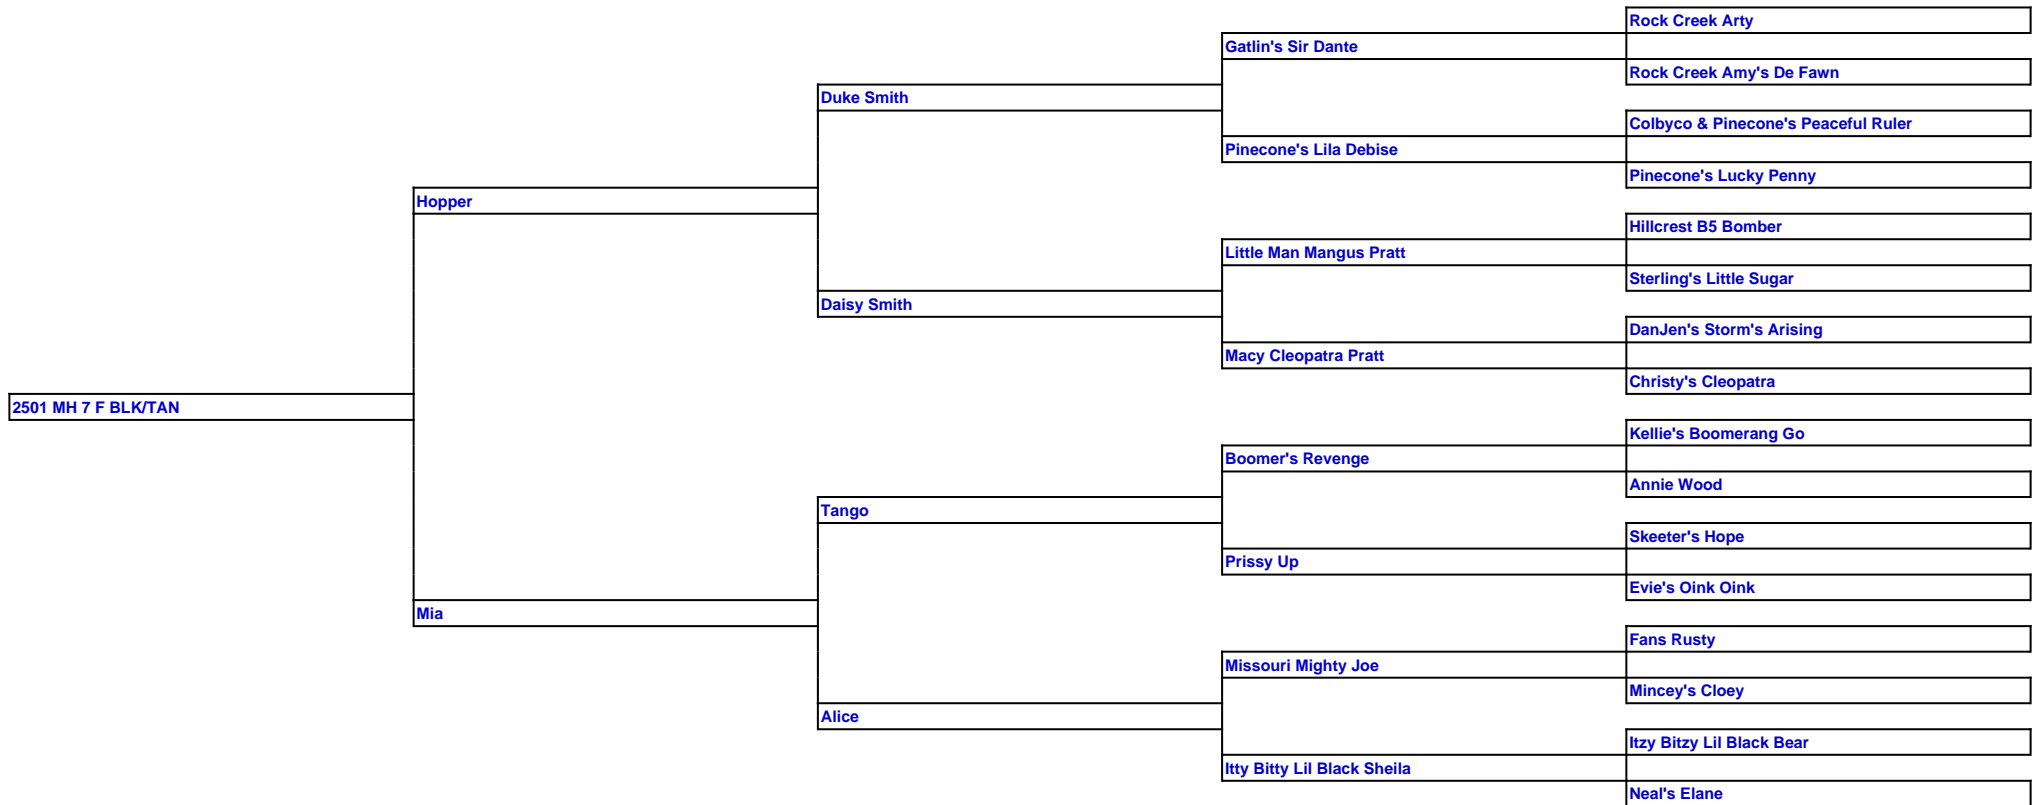 Rock Creek Arty
Gatlin's Sir Dante
Rock Creek Amy's De Fawn
Duke Smith
Colbyco & Pinecone's Peaceful Ruler
Pinecone's Lila Debise
Pinecone's Lucky Penny
Hopper
Hillcrest B5 Bomber
Little Man Mangus Pratt
Sterling's Little Sugar
Daisy Smith
DanJen's Storm's Arising
Macy Cleopatra Pratt
Christy's Cleopatra
2501 MH 7 F BLK/TAN
Kellie's Boomerang Go
Boomer's Revenge
Annie Wood
Tango
Skeeter's Hope
Prissy Up
Evie's Oink Oink
Mia
Fans Rusty
Missouri Mighty Joe
Mincey's Cloey
Alice
Itzy Bitzy Lil Black Bear
Itty Bitty Lil Black Sheila
Neal's Elane